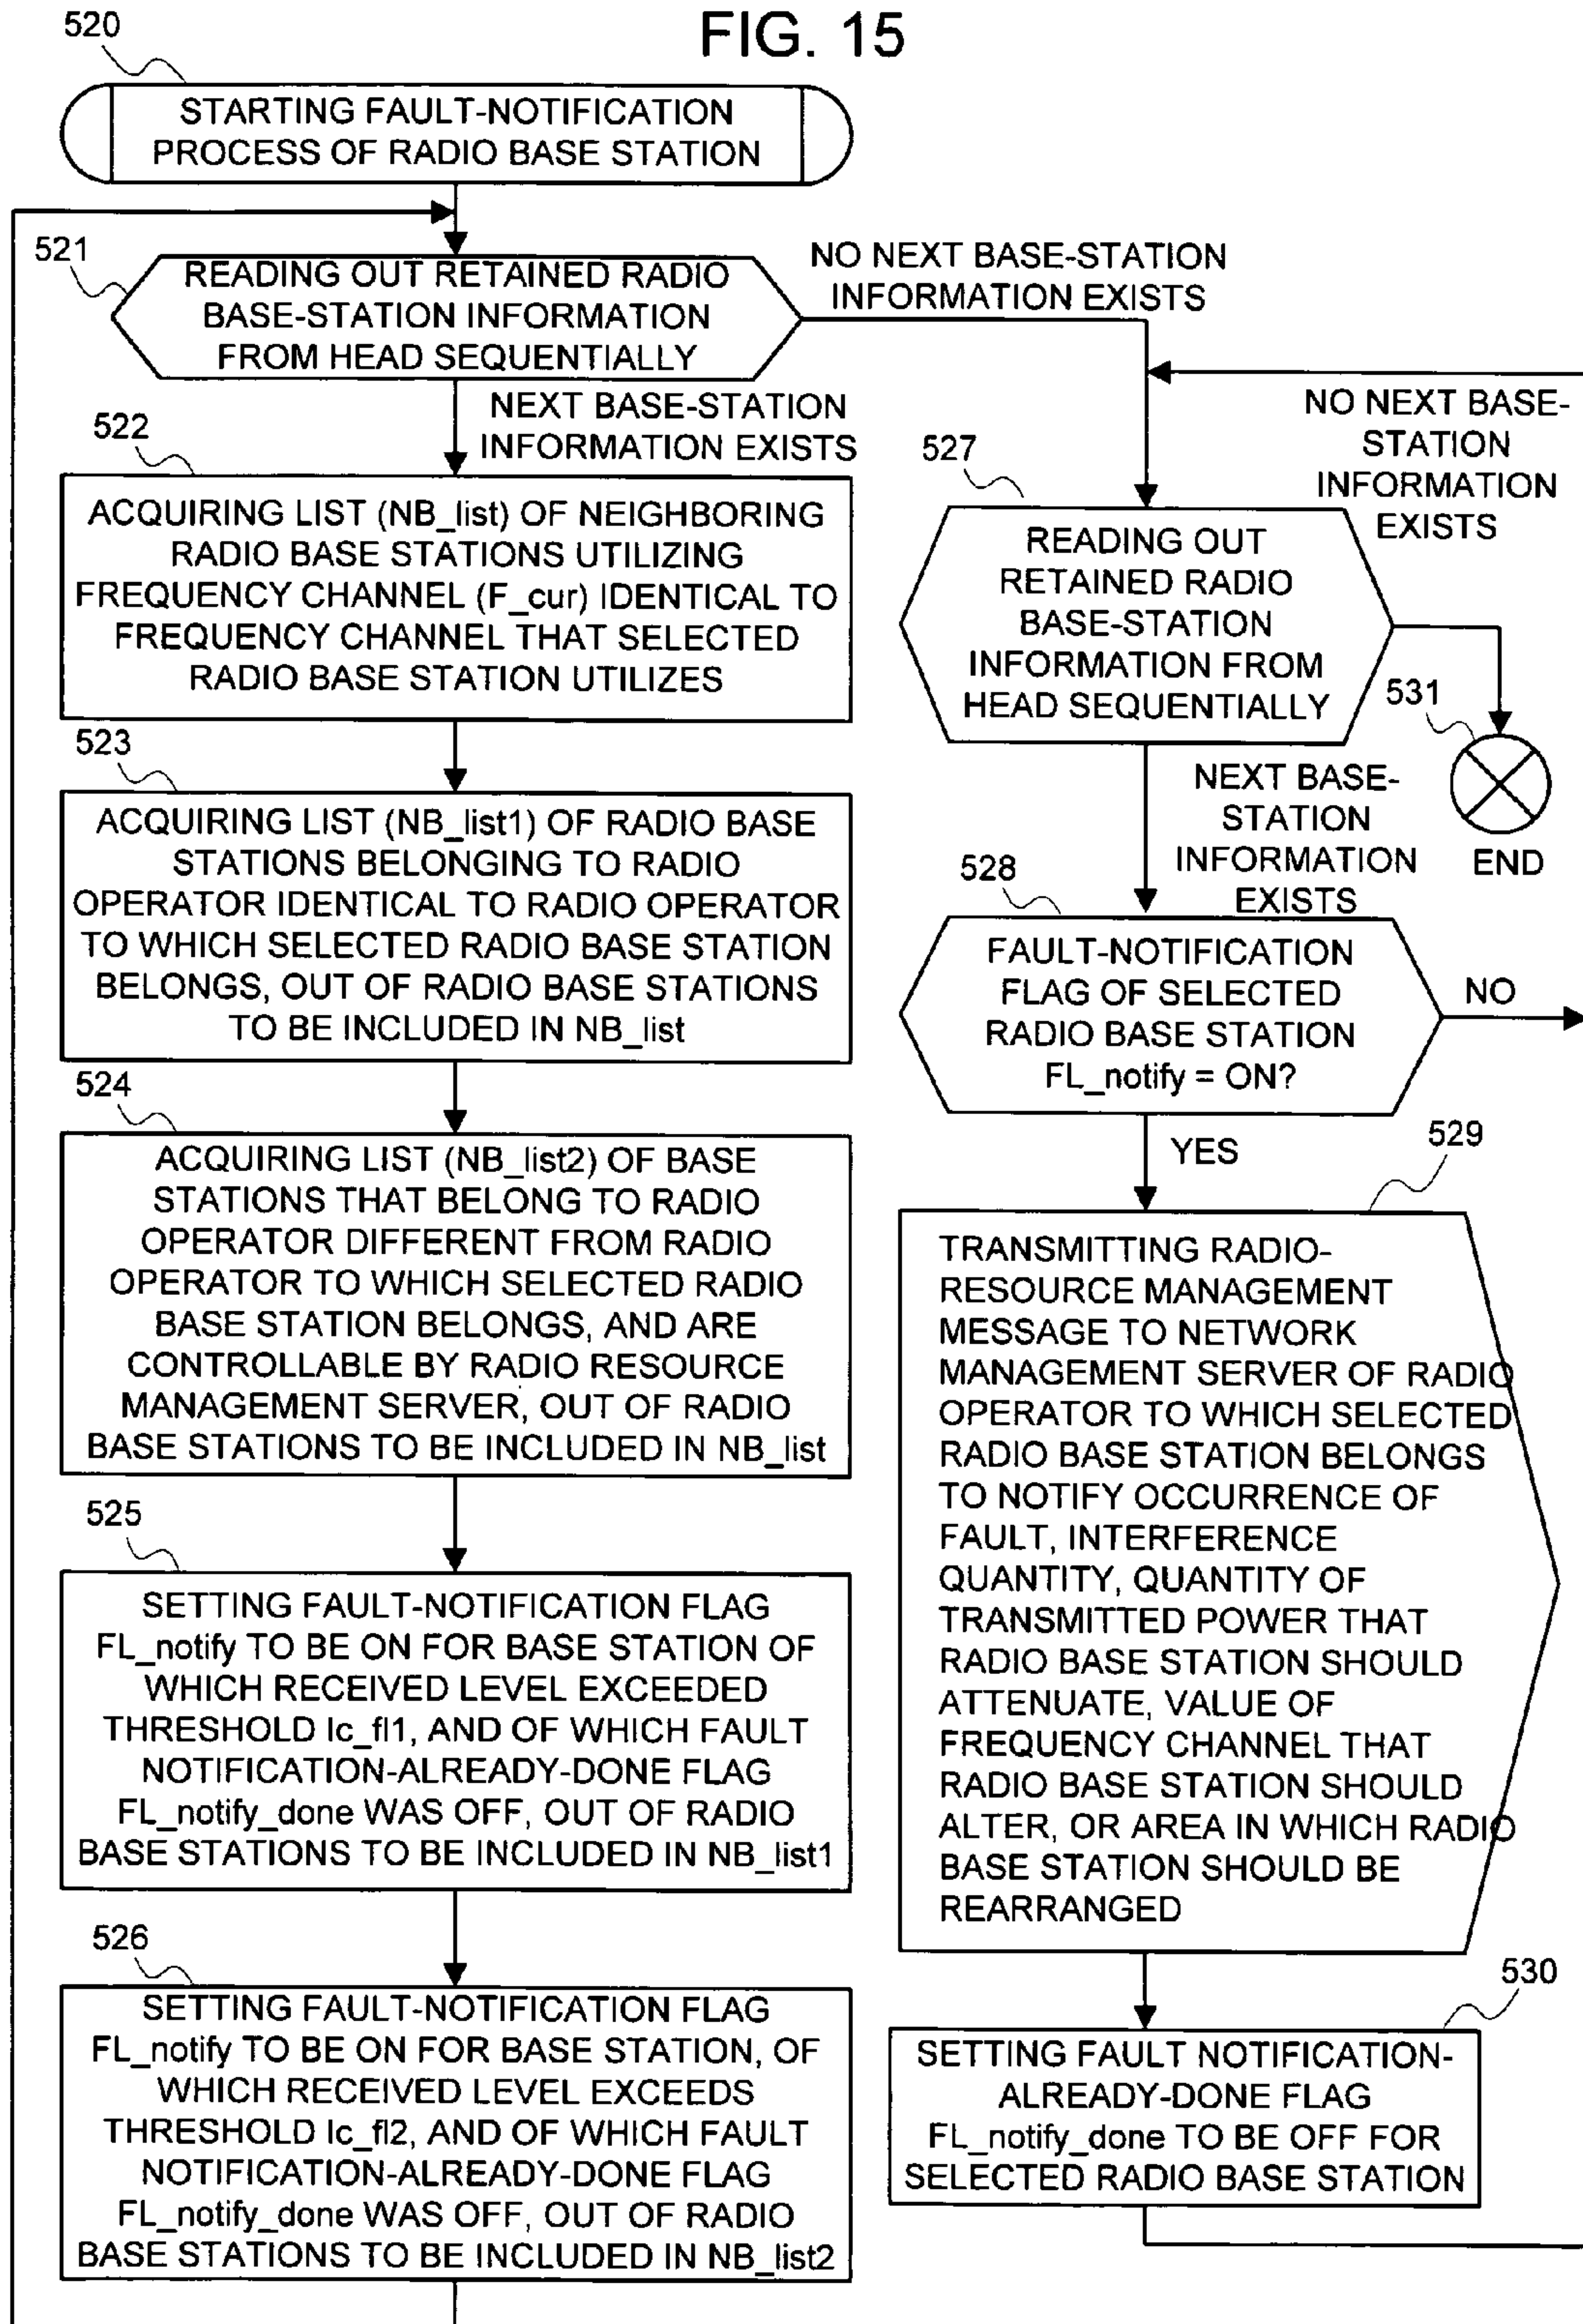 FIG. 15
520
STARTING FAULT-NOTIFICATION
PROCESS OF RADIO BASE STATION
521
READING OUT RETAINED RADIO
BASE-STATION INFORMATION
FROM HEAD SEQUENTIALLY
NO NEXT BASE-STATION
INFORMATION EXISTS
NEXT BASE-STATION
INFORMATION EXISTS
522
ACQUIRING LIST (NB_list) OF NEIGHBORING
RADIO BASE STATIONS UTILIZING
FREQUENCY CHANNEL (F_cur) IDENTICAL TO
FREQUENCY CHANNEL THAT SELECTED
RADIO BASE STATION UTILIZES
523
ACQUIRING LIST (NB_list1) OF RADIO BASE
STATIONS BELONGING TO RADIO
OPERATOR IDENTICAL TO RADIO OPERATOR
TO WHICH SELECTED RADIO BASE STATION
BELONGS, OUT OF RADIO BASE STATIONS
TO BE INCLUDED IN NB_list
524
ACQUIRING LIST (NB_list2) OF BASE
STATIONS THAT BELONG TO RADIO
OPERATOR DIFFERENT FROM RADIO
OPERATOR TO WHICH SELECTED RADIO
BASE STATION BELONGS, AND ARE
CONTROLLABLE BY RADIO RESOURCE
MANAGEMENT SERVER, OUT OF RADIO
BASE STATIONS TO BE INCLUDED IN NB_list
525
SETTING FAULT-NOTIFICATION FLAG
FL_notify TO BE ON FOR BASE STATION OF
WHICH RECEIVED LEVEL EXCEEDED
THRESHOLD Ic_fl1, AND OF WHICH FAULT
NOTIFICATION-ALREADY-DONE FLAG
FL_notify_done WAS OFF, OUT OF RADIO
BASE STATIONS TO BE INCLUDED IN NB_list1
526
SETTING FAULT-NOTIFICATION FLAG
FL_notify TO BE ON FOR BASE STATION, OF
WHICH RECEIVED LEVEL EXCEEDS
THRESHOLD Ic_fl2, AND OF WHICH FAULT
NOTIFICATION-ALREADY-DONE FLAG
FL_notify_done WAS OFF, OUT OF RADIO
BASE STATIONS TO BE INCLUDED IN NB_list2
527
READING OUT
RETAINED RADIO
BASE-STATION
INFORMATION FROM
HEAD SEQUENTIALLY
NO NEXT BASE-
STATION
INFORMATION
EXISTS
531
END
NEXT BASE-
STATION
INFORMATION
EXISTS
528
FAULT-NOTIFICATION
FLAG OF SELECTED
RADIO BASE STATION
FL_notify = ON?
NO
YES
529
TRANSMITTING RADIO-
RESOURCE MANAGEMENT
MESSAGE TO NETWORK
MANAGEMENT SERVER OF RADIO
OPERATOR TO WHICH SELECTED
RADIO BASE STATION BELONGS
TO NOTIFY OCCURRENCE OF
FAULT, INTERFERENCE
QUANTITY, QUANTITY OF
TRANSMITTED POWER THAT
RADIO BASE STATION SHOULD
ATTENUATE, VALUE OF
FREQUENCY CHANNEL THAT
RADIO BASE STATION SHOULD
ALTER, OR AREA IN WHICH RADIO
BASE STATION SHOULD BE
REARRANGED
530
SETTING FAULT NOTIFICATION-
ALREADY-DONE FLAG
FL_notify_done TO BE OFF FOR
SELECTED RADIO BASE STATION